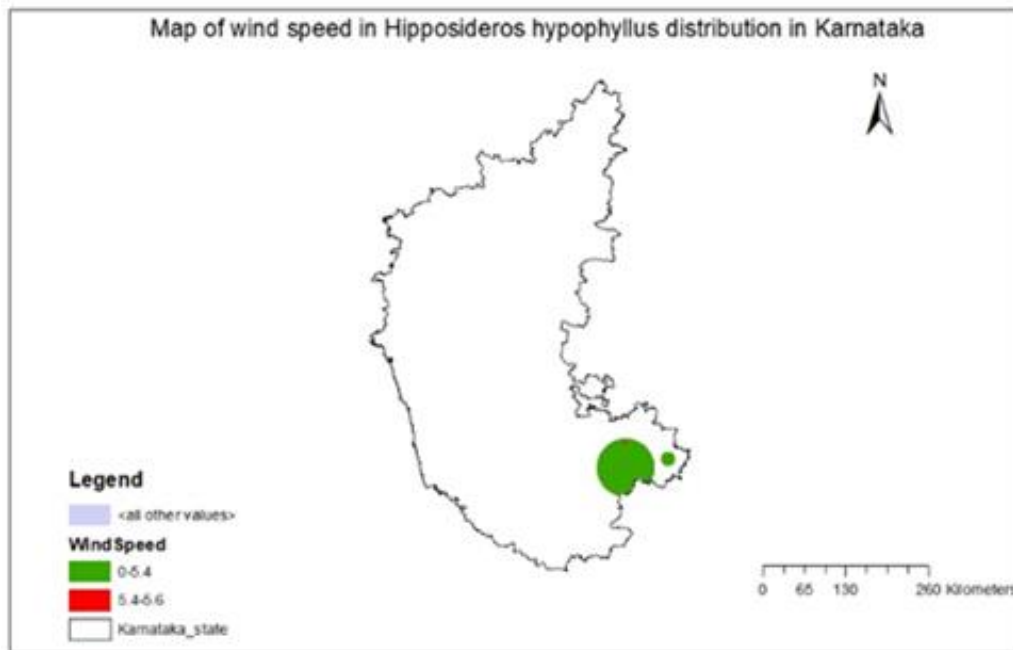 Map of wind speed in Hipposideros hypophyllus distribution in Karnataka
N
Legend
<all other values>
WindSpeed
0-5.4
5.4-5.6
Karnataka_state
0 65 130 260 Kilometers